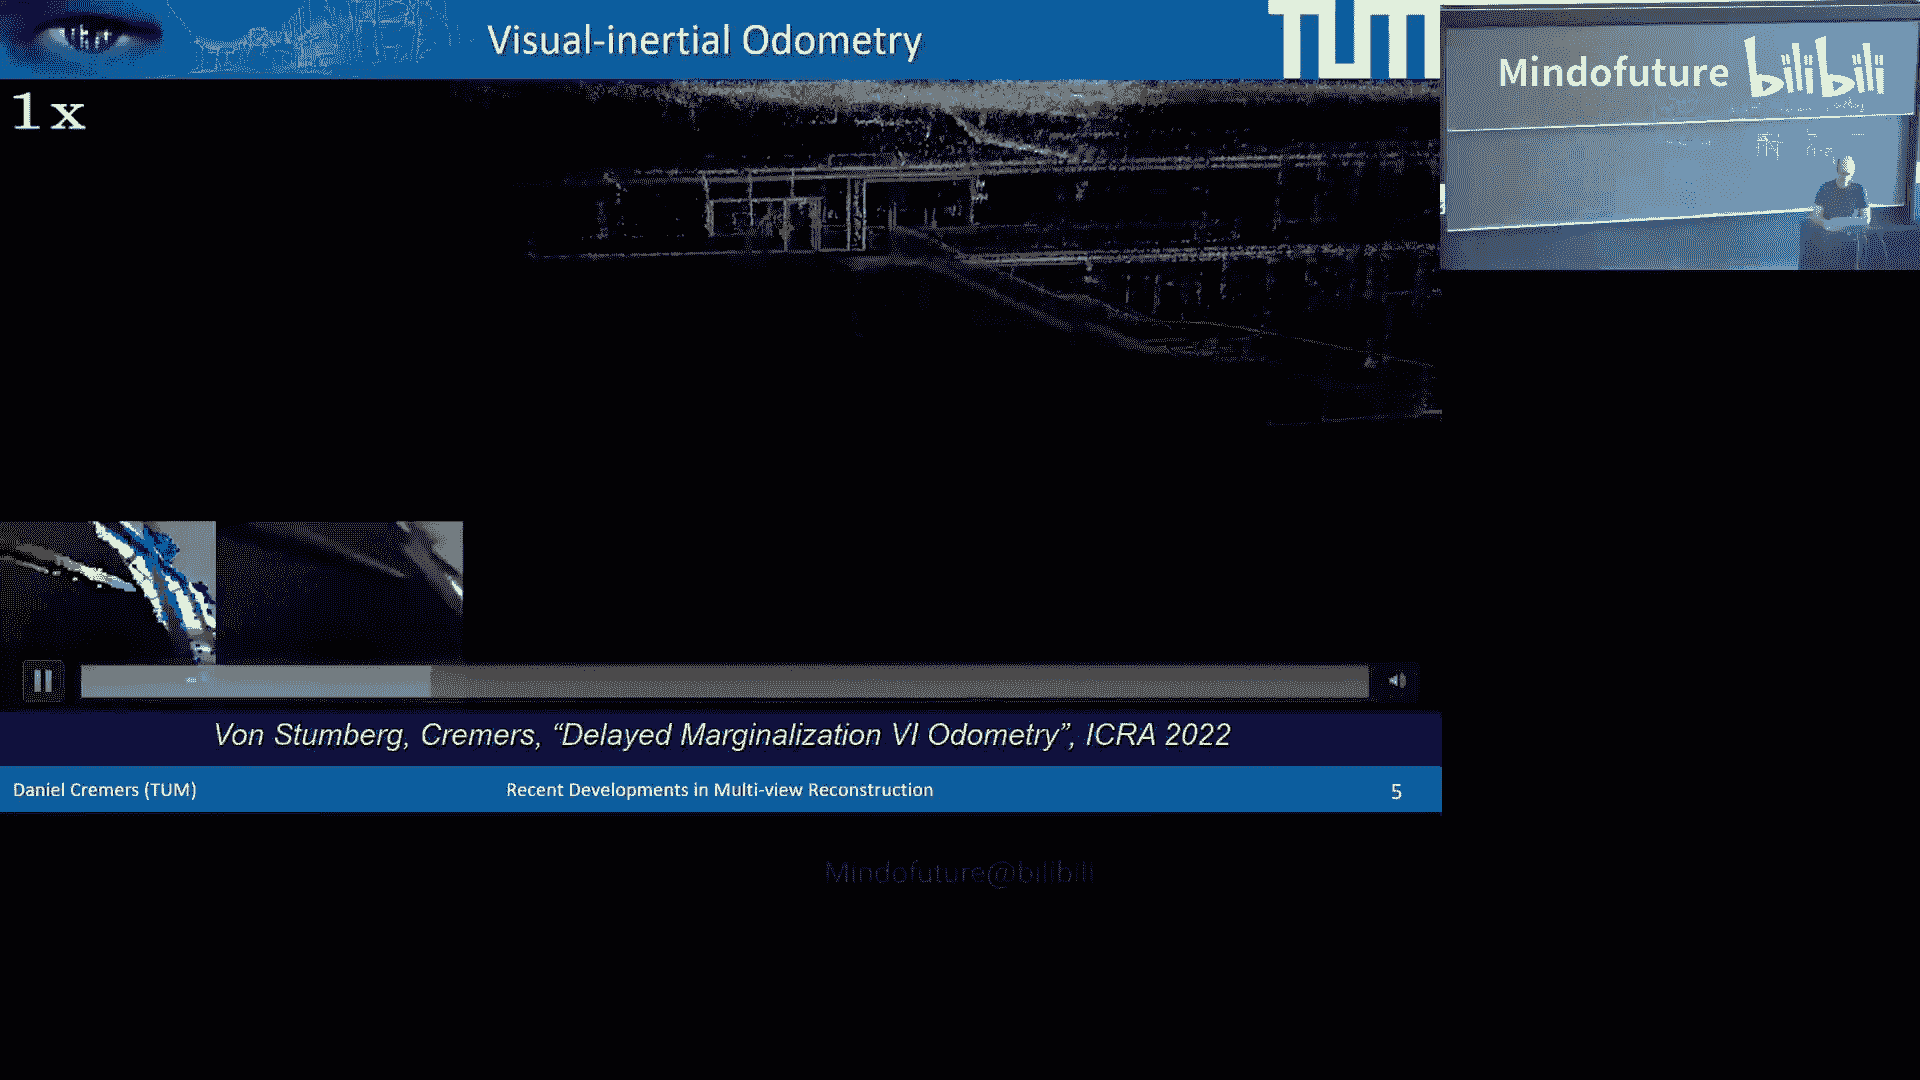 Visual-inertial Odometry
TUM
Mindofuture bilibili
1x
Von Stumberg, Cremers, “Delayed Marginalization VI Odometry”, ICRA 2022
Daniel Cremers (TUM)
Recent Developments in Multi-view Reconstruction
5
Mindofuture@bilibili